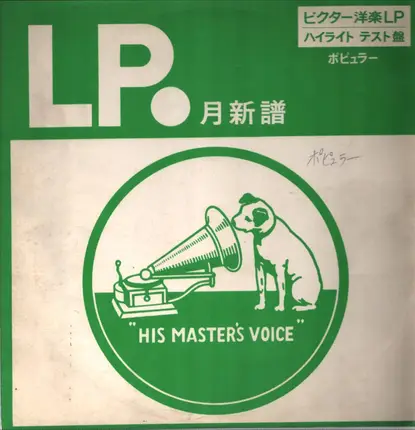 LP.
月新譜
ビクター洋楽LP
ハイライト テスト盤
ポピュラー
ポピュラー
"HIS MASTER'S VOICE"